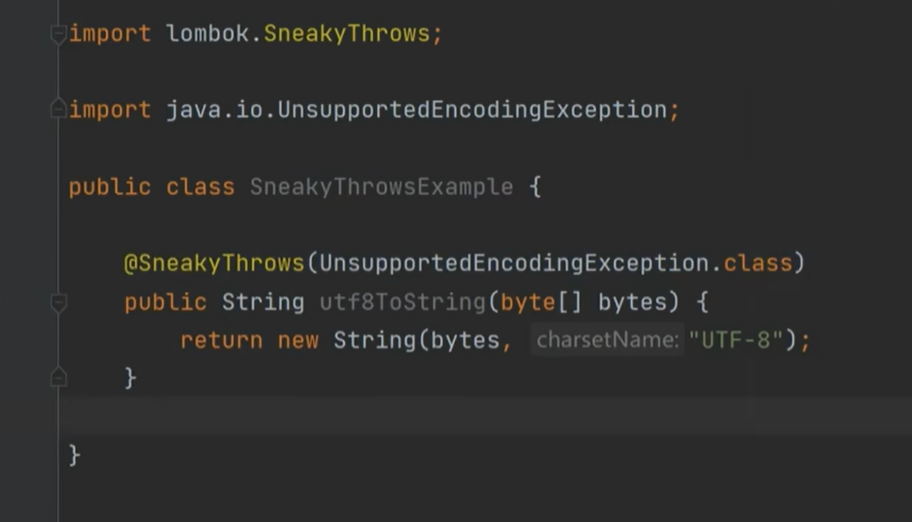 import lombok.SneakyThrows;
import java.io.UnsupportedEncodingException;
public class SneakyThrowsExample {
@SneakyThrows(UnsupportedEncodingException.class)
public String utf8ToString(byte[] bytes) {
return new String(bytes, charsetName: "UTF-8");
}
}